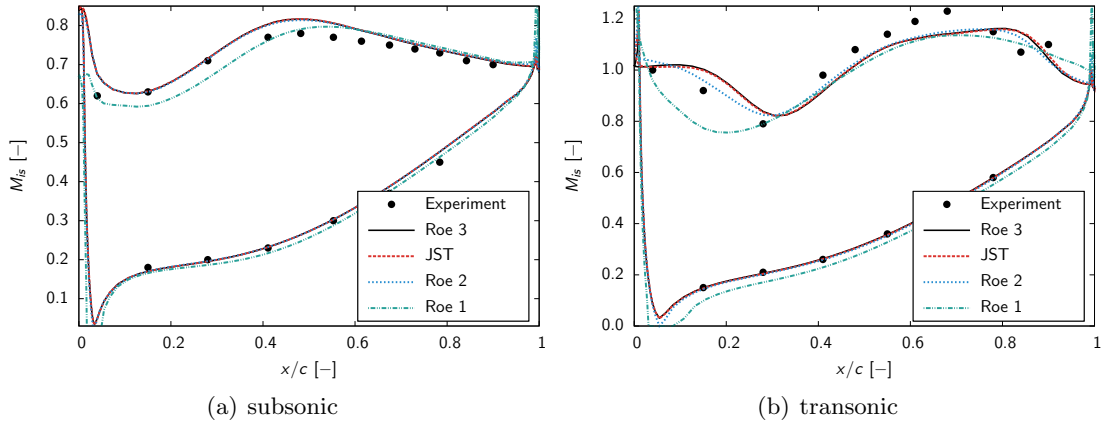 0.8
0.7
0.6
0.5
0.4
0.3
0.2
0.1
M_is [−]
0 0.2 0.4 0.6 0.8 1
x/c [−]
Experiment
Roe 3
JST
Roe 2
Roe 1
(a) subsonic
1.2
1.0
0.8
0.6
0.4
0.2
0.0
M_is [−]
0 0.2 0.4 0.6 0.8 1
x/c [−]
Experiment
Roe 3
JST
Roe 2
Roe 1
(b) transonic